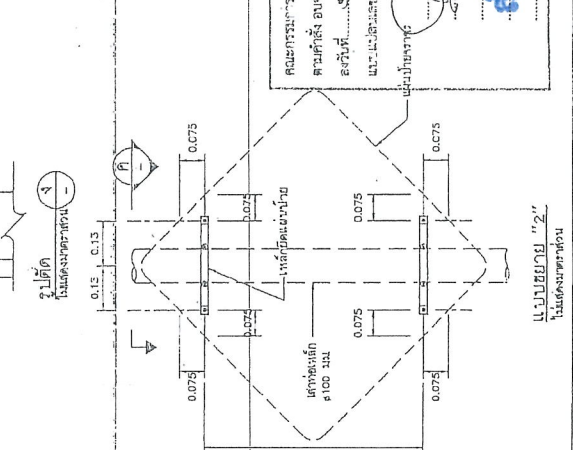 รูปตัด
ง
ไม่แสดงมาตราส่วน
ค
0.13 0.13
0.075 0.075
0.075 0.075
เหล็กยึดแผ่นป้าย
แผ่นป้ายจราจร
เสาท่อเหล็ก
ø100 มม
0.075 0.075
0.075 0.075
แบบขยาย "2"
ไม่แสดงมาตราส่วน
คณะกรรมการ
ตามคำสั่ง
ลงวันที่